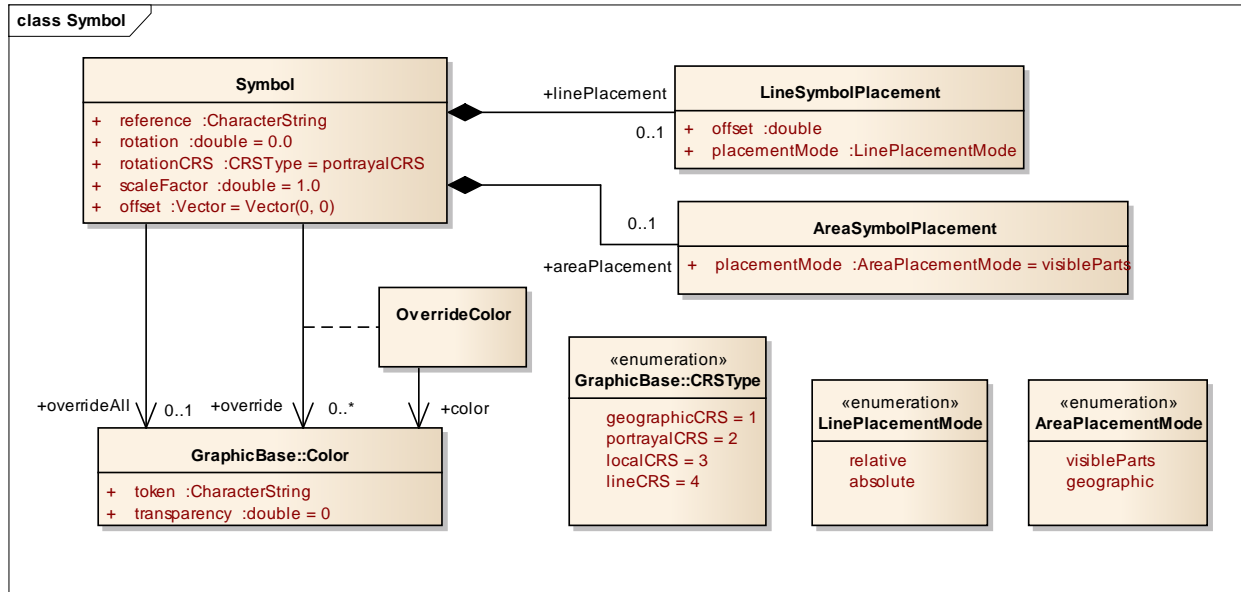 class Symbol
Symbol
+ reference :CharacterString
+ rotation :double = 0.0
+ rotationCRS :CRSType = portrayalCRS
+ scaleFactor :double = 1.0
+ offset :Vector = Vector(0, 0)
+linePlacement
0..1
LineSymbolPlacement
+ offset :double
+ placementMode :LinePlacementMode
0..1
+areaPlacement
AreaSymbolPlacement
+ placementMode :AreaPlacementMode = visibleParts
OverrideColor
+overrideAll
0..1
+override
0..*
+color
GraphicBase::Color
+ token :CharacterString
+ transparency :double = 0
«enumeration»
GraphicBase::CRSType
geographicCRS = 1
portrayalCRS = 2
localCRS = 3
lineCRS = 4
«enumeration»
LinePlacementMode
relative
absolute
«enumeration»
AreaPlacementMode
visibleParts
geographic